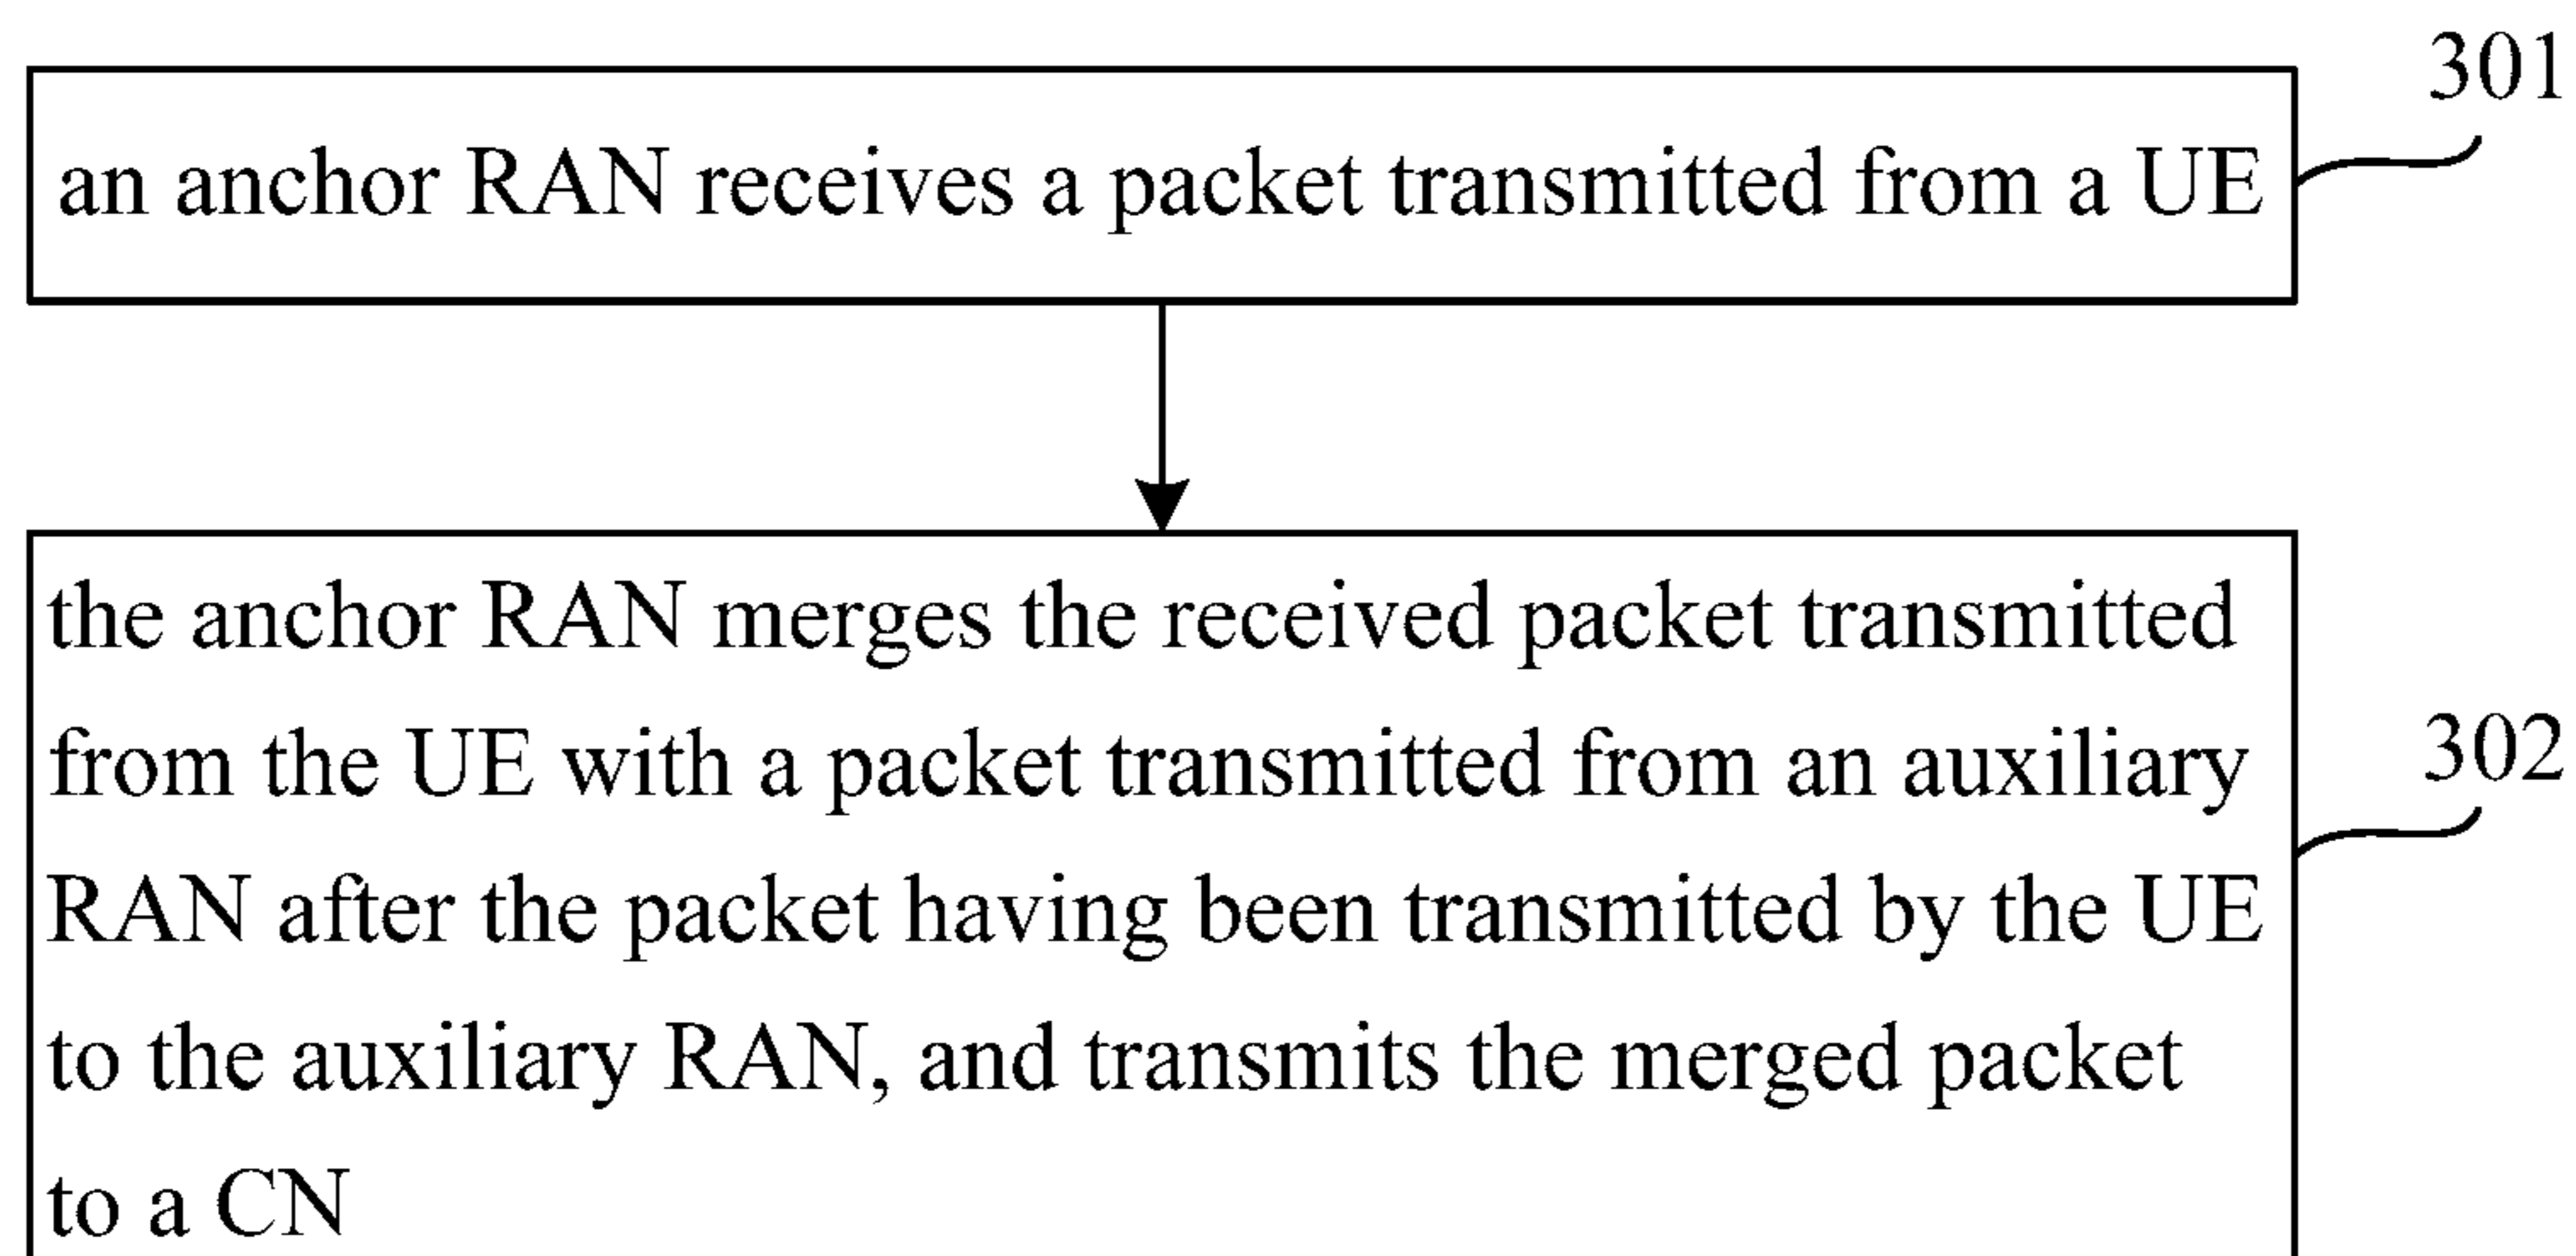 301
an anchor RAN receives a packet transmitted from a UE
the anchor RAN merges the received packet transmitted
from the UE with a packet transmitted from an auxiliary
302
RAN after the packet having been transmitted by the UE
to the auxiliary RAN, and transmits the merged packet
to a CN